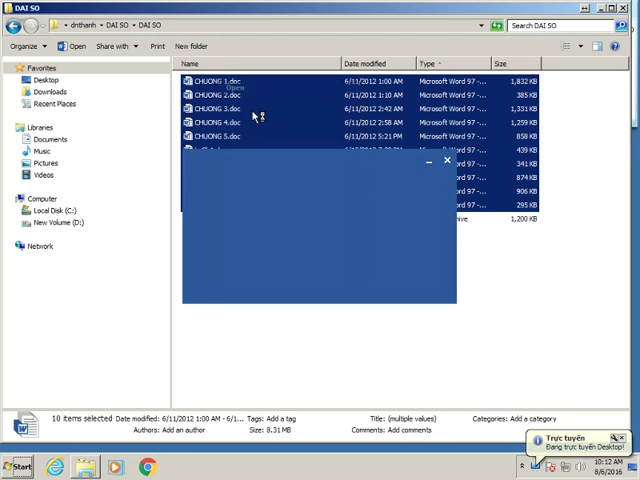 DAI SO
dnthanh ▸ DAI SO ▸ DAI SO
Search DAI SO
Organize Open Share with Print New folder
Name Date modified Type Size
Favorites
Desktop
Downloads
Recent Places
Libraries
Documents
Music
Pictures
Videos
Computer
Local Disk (C:)
New Volume (D:)
Network
CHUONG 1.doc 6/11/2012 1:00 AM Microsoft Word 97 -... 1,832 KB
Open
CHUONG 2.doc 6/11/2012 1:10 AM Microsoft Word 97 -... 385 KB
CHUONG 3.doc 6/11/2012 2:42 AM Microsoft Word 97 -... 1,331 KB
CHUONG 4.doc 6/11/2012 2:58 AM Microsoft Word 97 -... 1,259 KB
CHUONG 5.doc 6/11/2012 5:21 PM Microsoft Word 97 -... 858 KB
Microsoft Word 97 -... 439 KB
341 KB
874 KB
906 KB
295 KB
1,200 KB
10 items selected Date modified: 6/11/2012 1:00 AM - 6/1... Tags: Add a tag Title: (multiple values) Categories: Add a category
Authors: Add an author Size: 8.31 MB Comments: Add comments
Trực tuyến
Đang trực tuyến Desktop!
Start
10:12 AM
8/6/2016